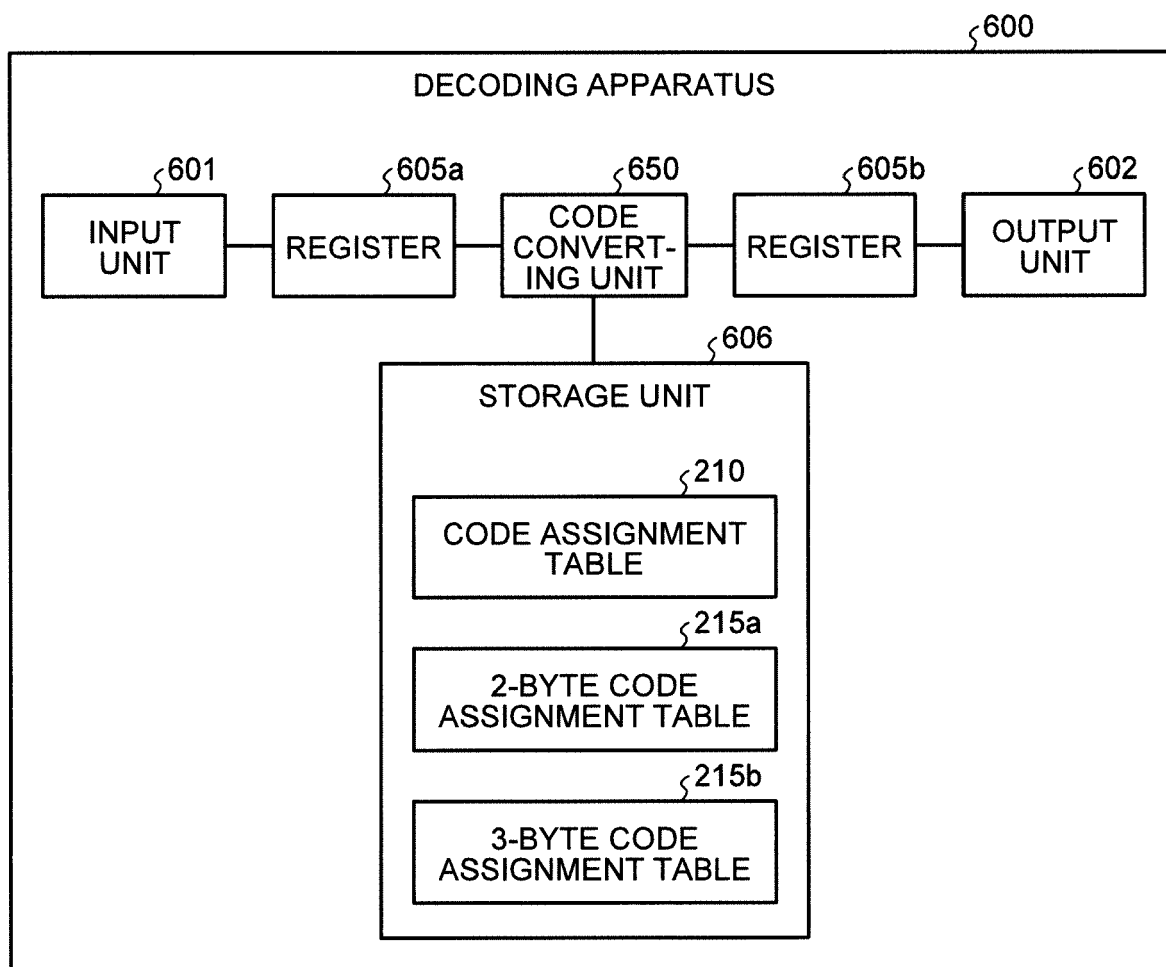 600
DECODING APPARATUS
601
605a
650
605b
602
INPUT
UNIT
REGISTER
CODE
CONVERT-
ING UNIT
REGISTER
OUTPUT
UNIT
606
STORAGE UNIT
210
CODE ASSIGNMENT
TABLE
215a
2-BYTE CODE
ASSIGNMENT TABLE
215b
3-BYTE CODE
ASSIGNMENT TABLE